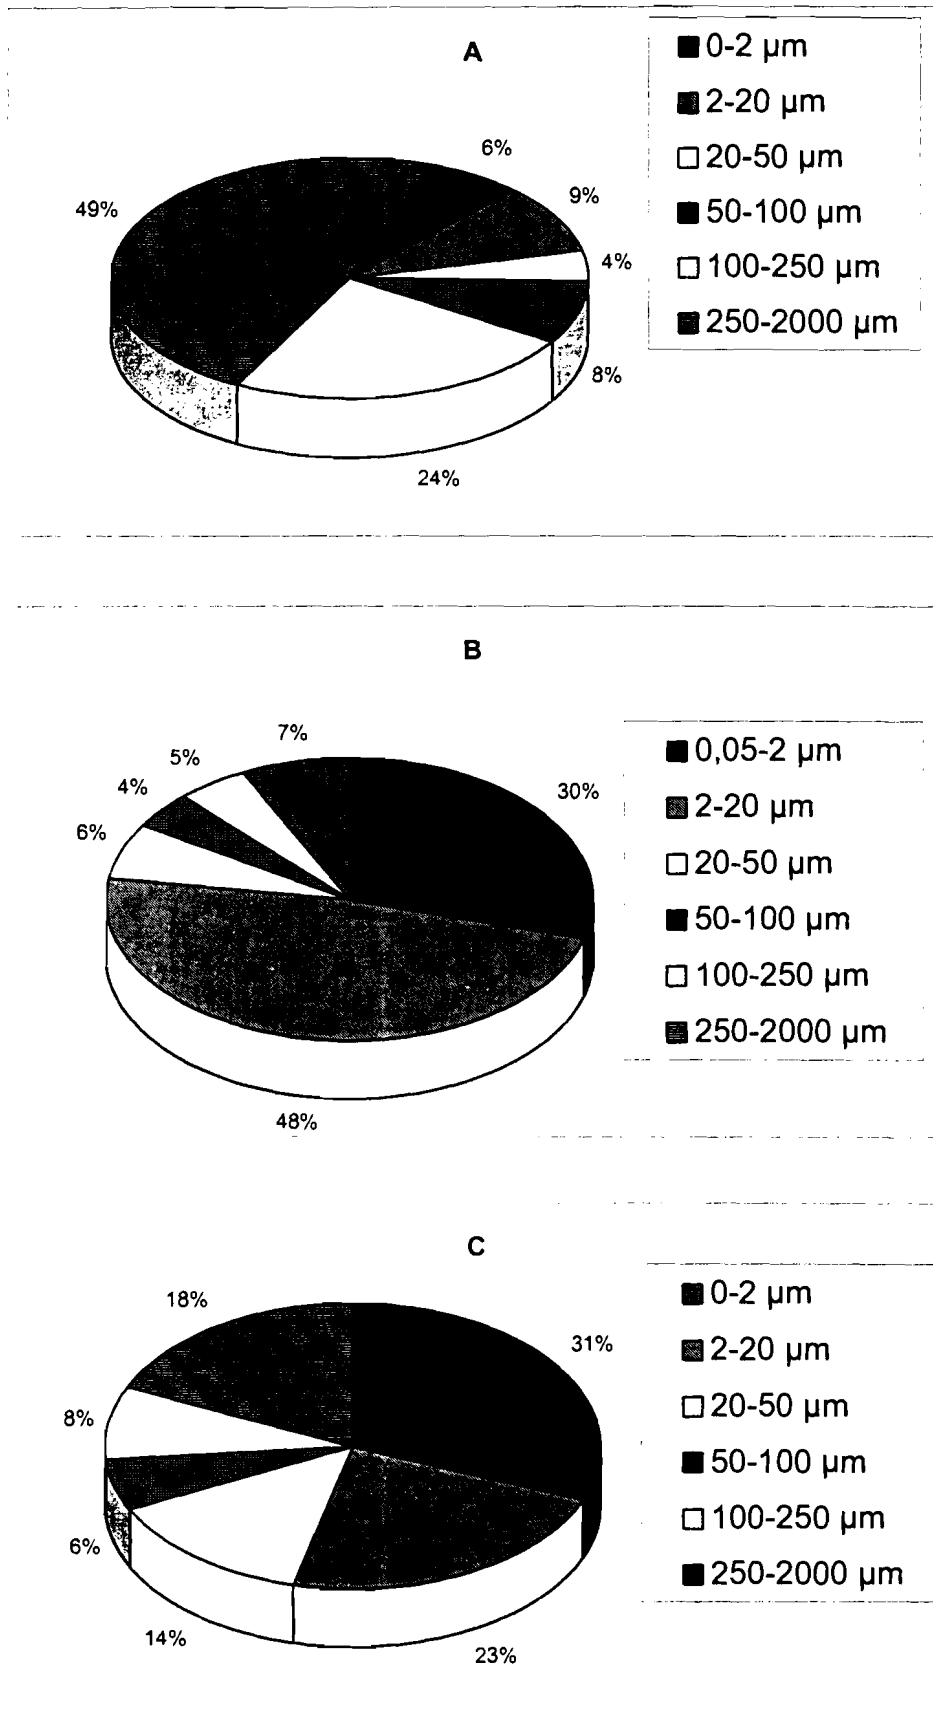 A
0-2 µm
2-20 µm
20-50 µm
50-100 µm
100-250 µm
250-2000 µm
6%
9%
49%
4%
8%
24%
B
7%
5%
4%
6%
30%
0,05-2 µm
2-20 µm
20-50 µm
50-100 µm
100-250 µm
250-2000 µm
48%
C
18%
31%
8%
6%
14%
23%
0-2 µm
2-20 µm
20-50 µm
50-100 µm
100-250 µm
250-2000 µm